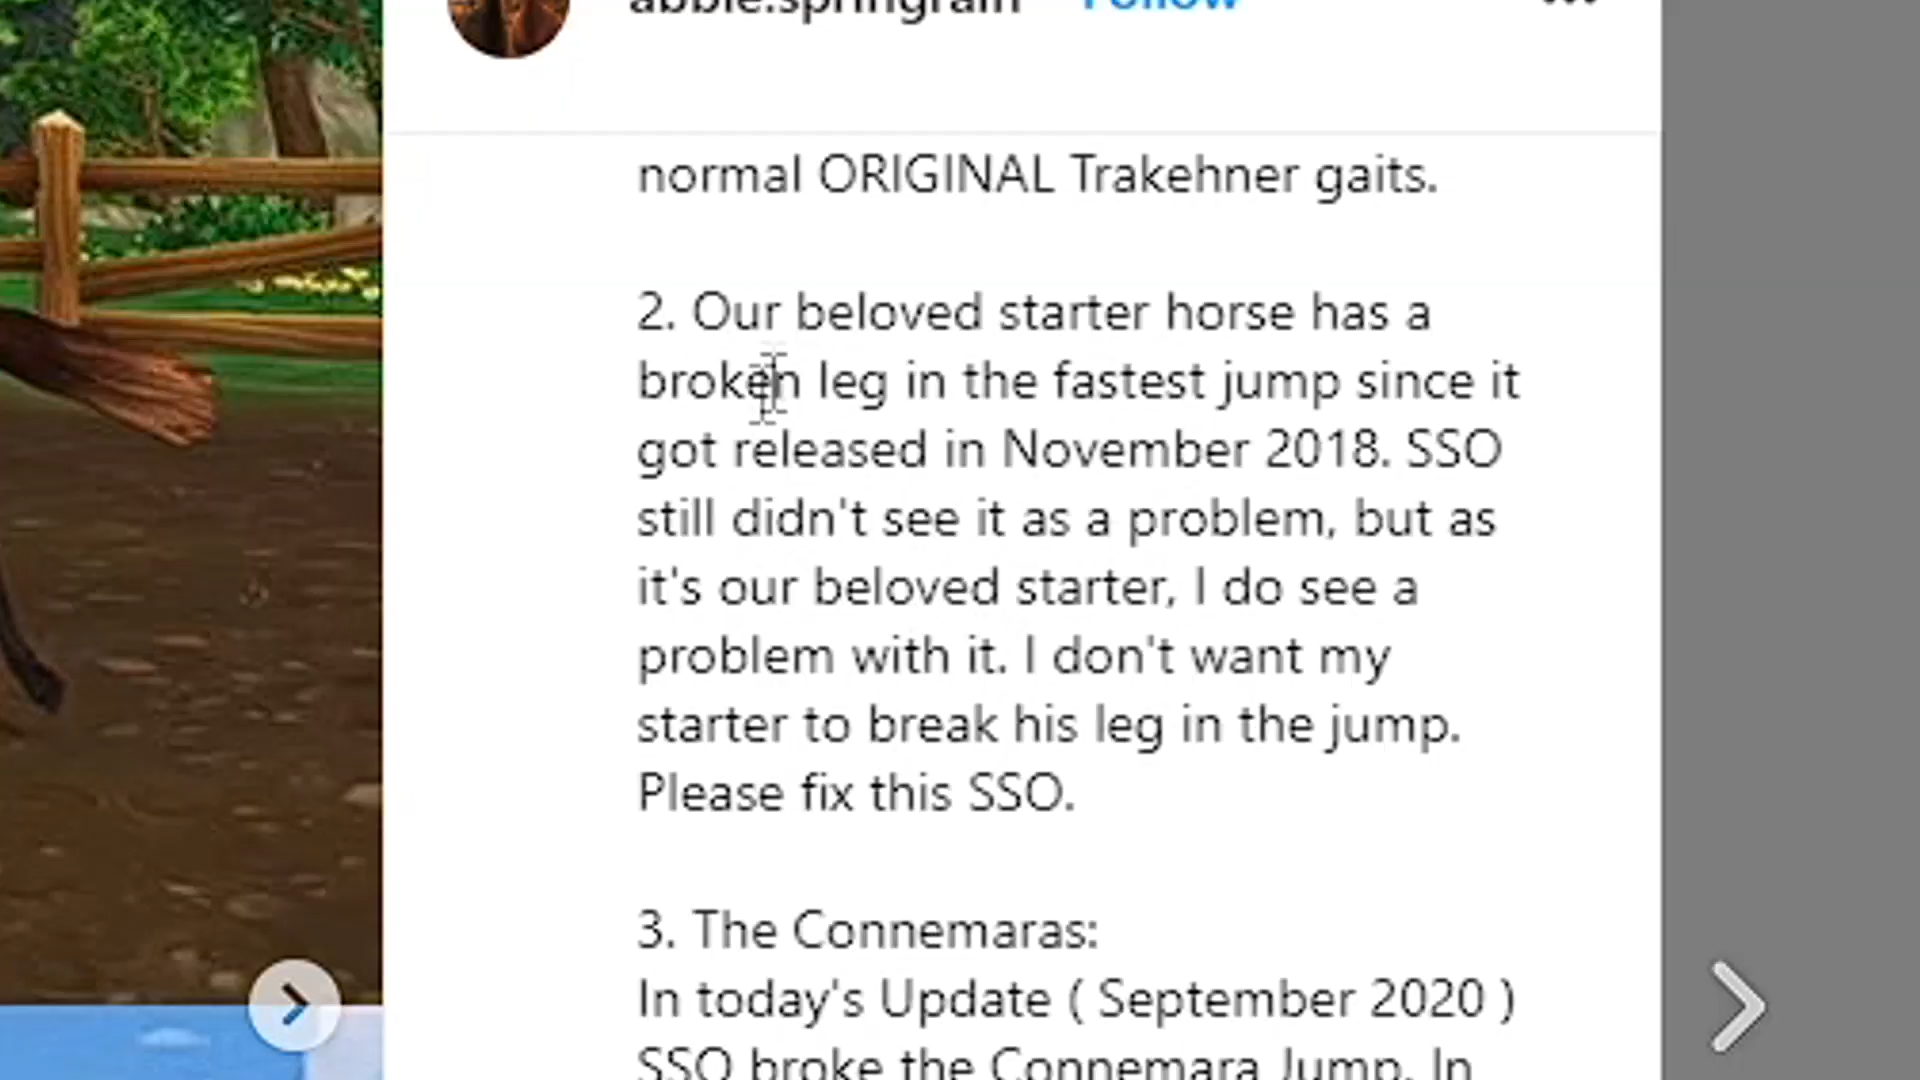 abbie.springrain Follow
normal ORIGINAL Trakehner gaits.
2. Our beloved starter horse has a
broken leg in the fastest jump since it
got released in November 2018. SSO
still didn't see it as a problem, but as
it's our beloved starter, I do see a
problem with it. I don't want my
starter to break his leg in the jump.
Please fix this SSO.
3. The Connemaras:
In today's Update ( September 2020 )
SSO broke the Connemara Jump. In